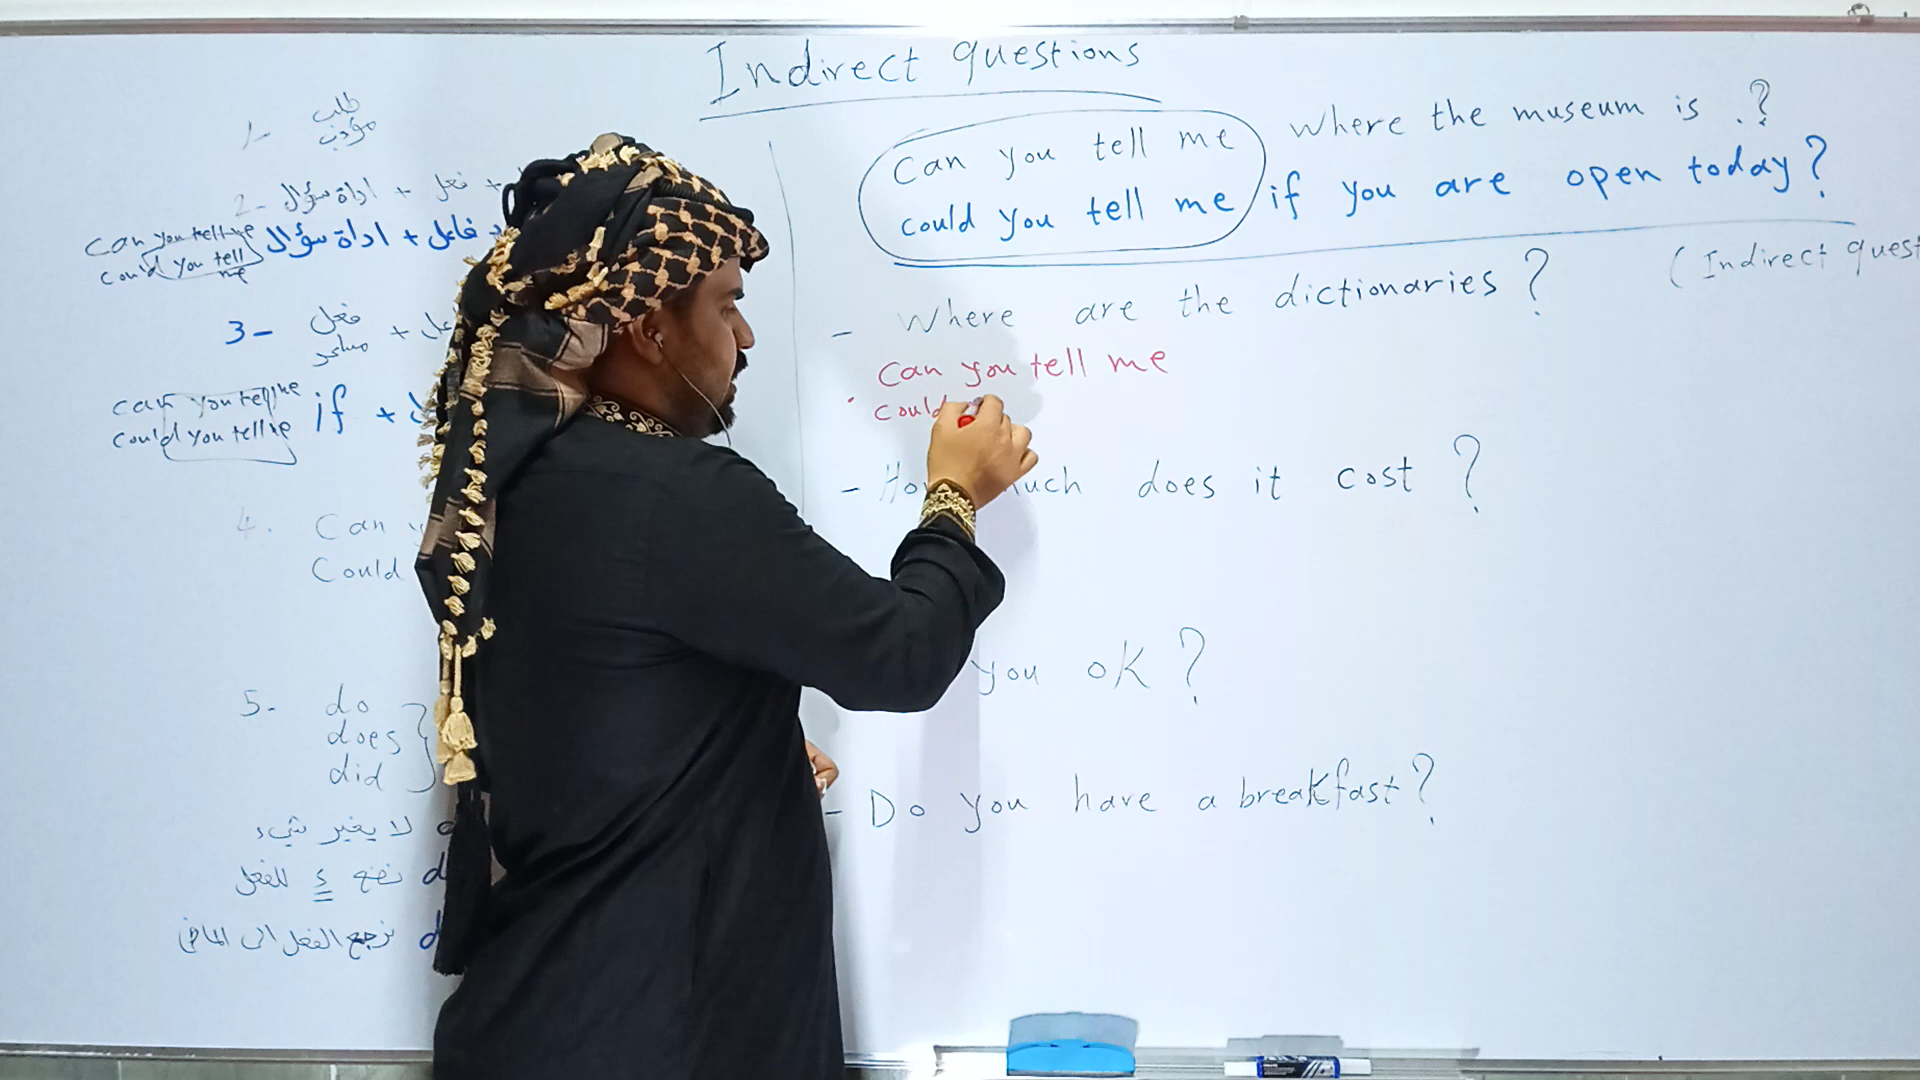 Indirect questions
1- طلب
مؤدب
2- اداة سؤال + فعل +
can you tell me
could you tell
me
اداة سؤال + فاعل +
3- فعل
مساعد +
can you tell me
could you tell me
if +
4. Can y
Could
5- do
does
did
لا يغير شيء
نضع s للفعل
نرجع الفعل الى الماضي
Can you tell me where the museum is .?
could you tell me if you are open today?
(Indirect quest
- Where are the dictionaries ?
Can you tell me
could
- How much does it cost ?
you ok ?
- Do you have a breakfast ?